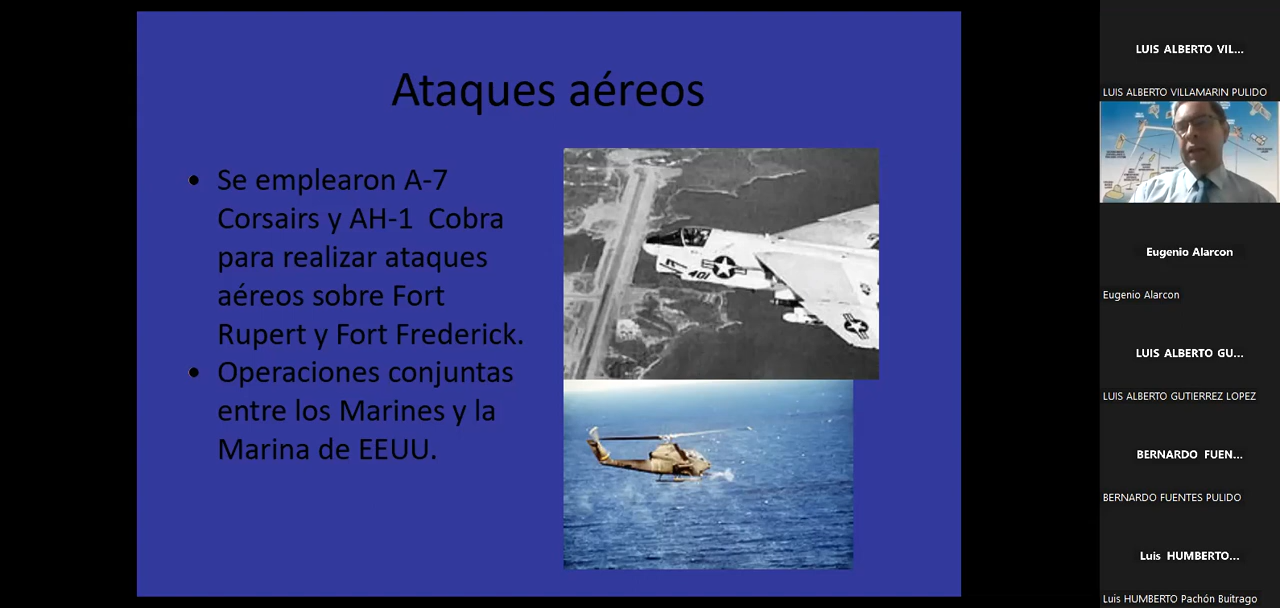 Ataques aéreos
• Se emplearon A-7
Corsairs y AH-1 Cobra
para realizar ataques
aéreos sobre Fort
Rupert y Fort Frederick.
• Operaciones conjuntas
entre los Marines y la
Marina de EEUU.
401
LUIS ALBERTO VIL...
LUIS ALBERTO VILLAMARIN PULIDO
Eugenio Alarcon
Eugenio Alarcon
LUIS ALBERTO GU...
LUIS ALBERTO GUTIERREZ LOPEZ
BERNARDO FUEN...
BERNARDO FUENTES PULIDO
Luis HUMBERTO...
Luis HUMBERTO Pachón Buitrago